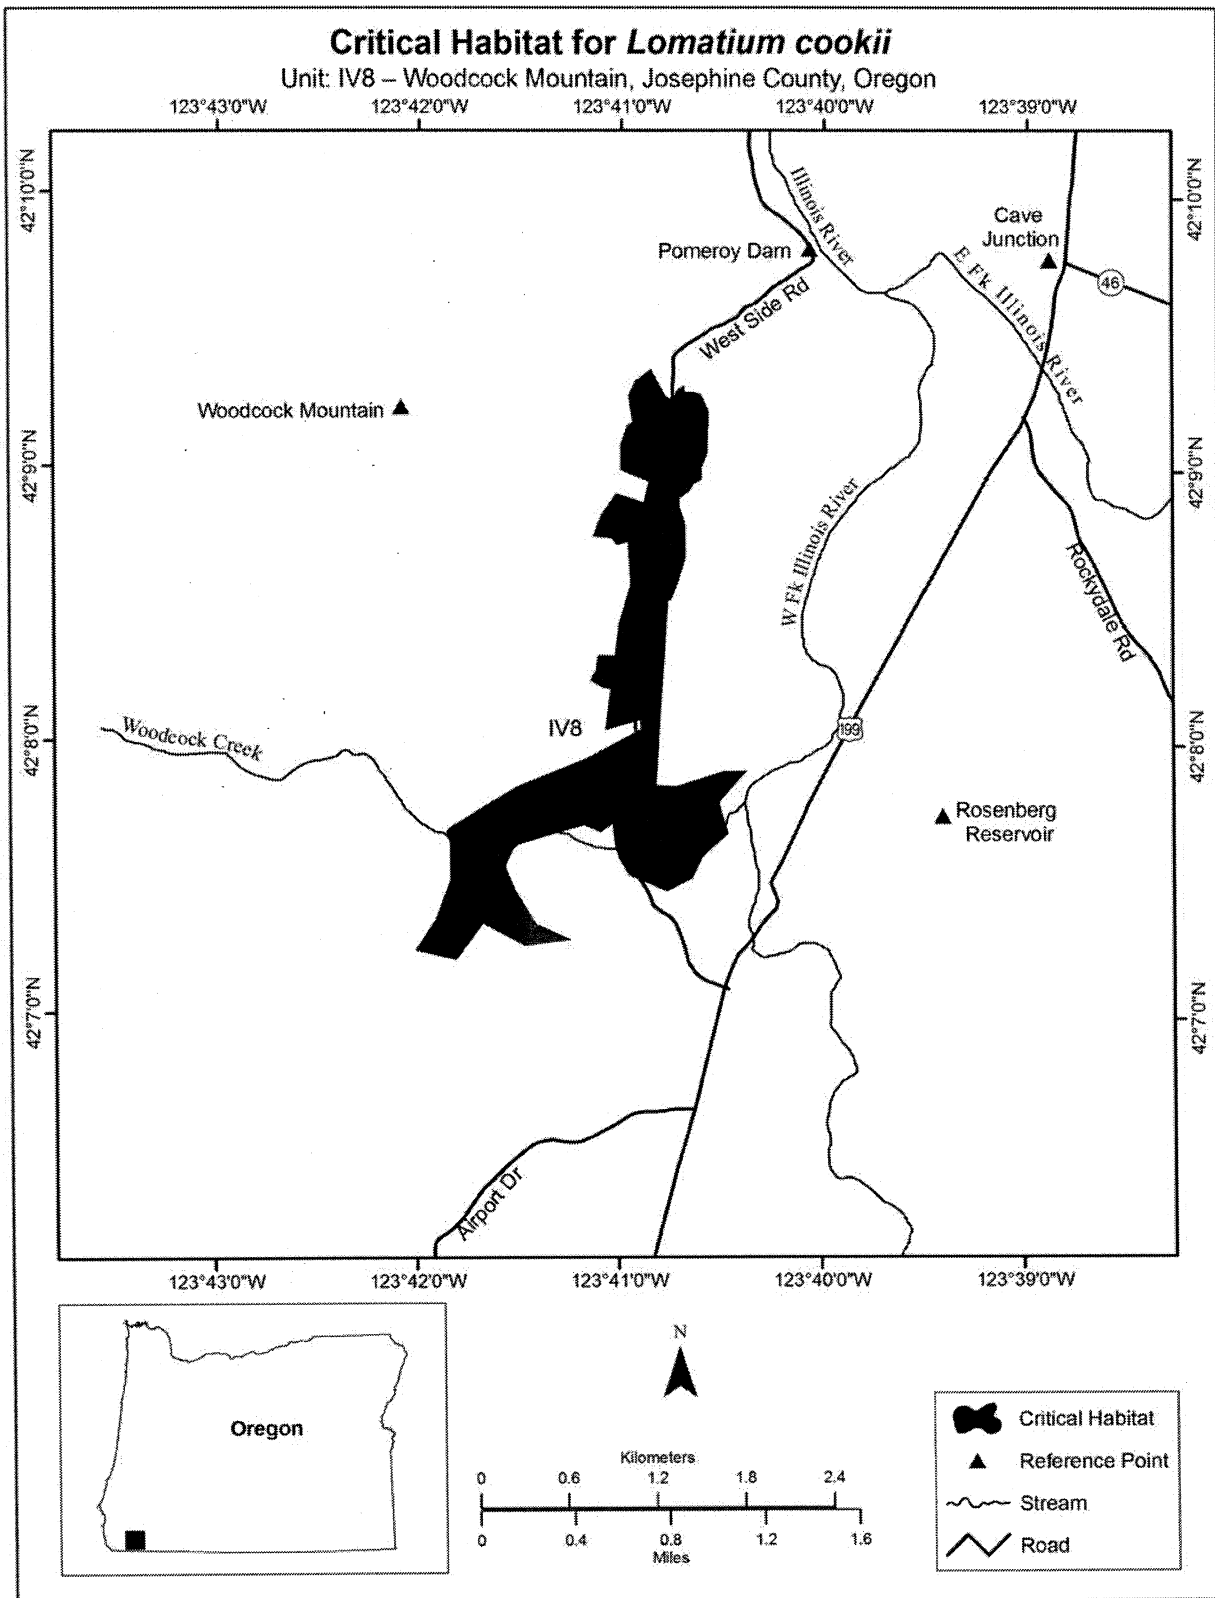 Critical Habitat for Lomatium cookii
Unit: IV8 – Woodcock Mountain, Josephine County, Oregon
123°43'0"W 123°42'0"W 123°41'0"W 123°40'0"W 123°39'0"W
42°10'0"N
42°10'0"N
Illinois River
Cave
Junction
Pomeroy Dam
E Fk Illinois River
46
West Side Rd
Woodcock Mountain
42°9'0"N
42°9'0"N
W Fk Illinois River
Rockydale Rd
IV8
Woodcock Creek
199
42°8'0"N
42°8'0"N
Rosenberg
Reservoir
42°7'0"N
42°7'0"N
Airport Dr
123°43'0"W 123°42'0"W 123°41'0"W 123°40'0"W 123°39'0"W
Oregon
N
Kilometers
0 0.6 1.2 1.8 2.4
0 0.4 0.8 1.2 1.6
Miles
Critical Habitat
Reference Point
Stream
Road